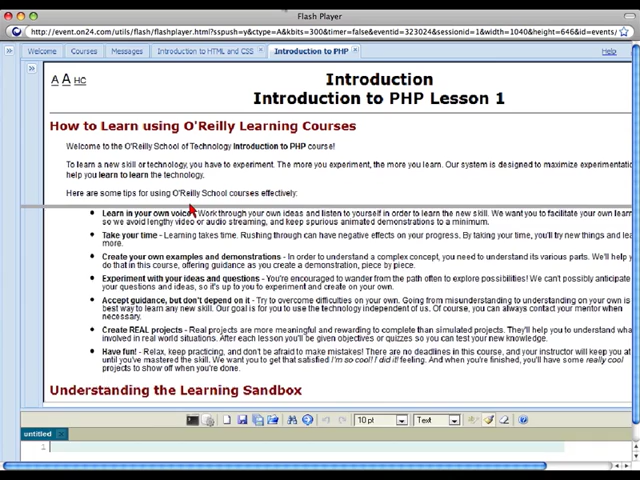 Flash Player
http://event.on24.com/utils/flash/flashplayer.html?sspush=y&ctype=A&kbits=300&timer=false&eventid=323024&sessionid=1&width=1040&height=646&id=events/
Welcome Courses Messages Introduction to HTML and CSS Introduction to PHP Help
A A HC
Introduction
Introduction to PHP Lesson 1
How to Learn using O'Reilly Learning Courses
Welcome to the O'Reilly School of Technology Introduction to PHP course!
To learn a new skill or technology, you have to experiment. The more you experiment, the more you learn. Our system is designed to maximize experimentatio
help you learn to learn the technology.
Here are some tips for using O'Reilly School courses effectively:
Learn in your own voice - Work through your own ideas and listen to yourself in order to learn the new skill. We want you to facilitate your own learn
so we avoid lengthy video or audio streaming, and keep spurious animated demonstrations to a minimum.
Take your time - Learning takes time. Rushing through can have negative effects on your progress. By taking your time, you'll try new things and lea
more.
Create your own examples and demonstrations - In order to understand a complex concept, you need to understand its various parts. We'll help y
do that in this course, offering guidance as you create a demonstration, piece by piece.
Experiment with your ideas and questions - You're encouraged to wander from the path often to explore possibilities! We can't possibly anticipate
your questions and ideas, so it's up to you to experiment and create on your own.
Accept guidance, but don't depend on it - Try to overcome difficulties on your own. Going from misunderstanding to understanding on your own is
best way to learn any new skill. Our goal is for you to use the technology independent of us. Of course, you can always contact your mentor when
necessary.
Create REAL projects - Real projects are more meaningful and rewarding to complete than simulated projects. They'll help you to understand wha
involved in real world situations. After each lesson you'll be given objectives or quizzes so you can test your new knowledge.
Have fun! - Relax, keep practicing, and don't be afraid to make mistakes! There are no deadlines in this course, and your instructor will keep you at
until you've mastered the skill. We want you to get that satisfied I'm so cool! I did it! feeling. And when you're finished, you'll have some really cool
projects to show off when you're done.
Understanding the Learning Sandbox
10 pt Text
untitled
1